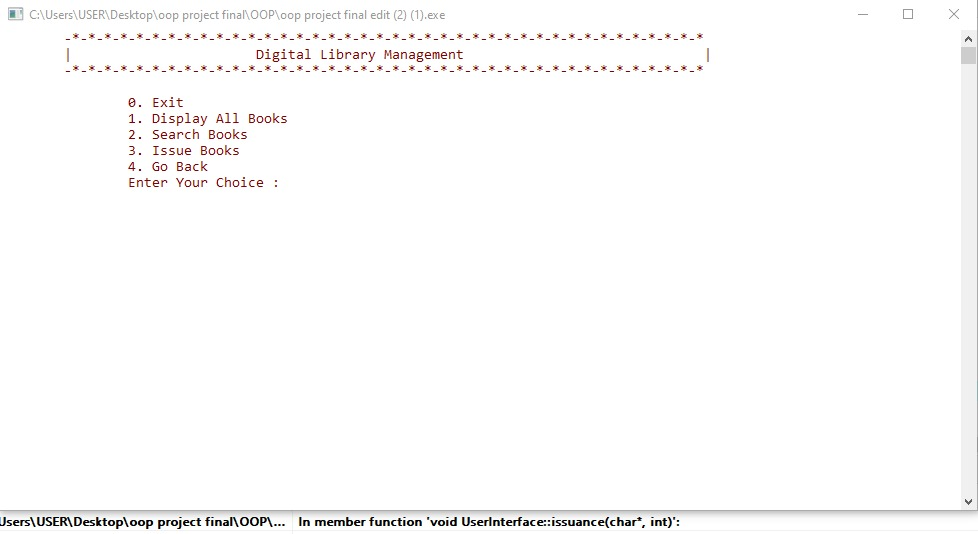 C:\Users\USER\Desktop\oop project final\OOP\oop project final edit (2) (1).exe
-*-*-*-*-*-*-*-*-*-*-*-*-*-*-*-*-*-*-*-*-*-*-*-*-*-*-*-*-*-*-*-*-*-*-*-*-*-*-*-*
| Digital Library Management |
-*-*-*-*-*-*-*-*-*-*-*-*-*-*-*-*-*-*-*-*-*-*-*-*-*-*-*-*-*-*-*-*-*-*-*-*-*-*-*-*
0. Exit
1. Display All Books
2. Search Books
3. Issue Books
4. Go Back
Enter Your Choice :
Users\USER\Desktop\oop project final\OOP\... In member function 'void UserInterface::issuance(char*, int)':